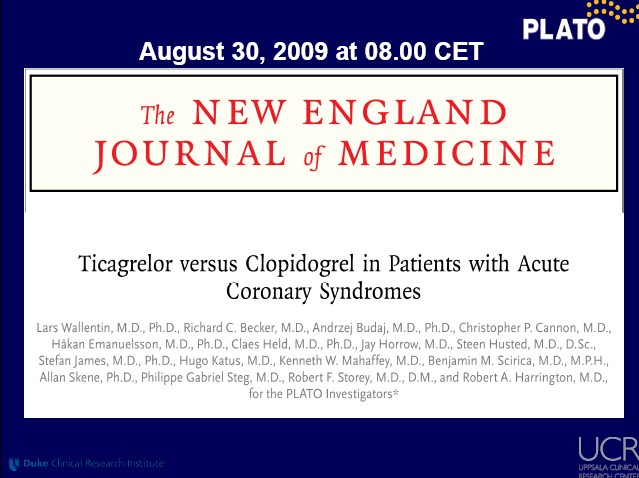 PLATO
August 30, 2009 at 08.00 CET
The NEW ENGLAND
JOURNAL of MEDICINE
Ticagrelor versus Clopidogrel in Patients with Acute
Coronary Syndromes
Lars Wallentin, M.D., Ph.D., Richard C. Becker, M.D., Andrzej Budaj, M.D., Ph.D., Christopher P. Cannon, M.D.,
Håkan Emanuelsson, M.D., Ph.D., Claes Held, M.D., Ph.D., Jay Horrow, M.D., Steen Husted, M.D., D.Sc.,
Stefan James, M.D., Ph.D., Hugo Katus, M.D., Kenneth W. Mahaffey, M.D., Benjamin M. Scirica, M.D., M.P.H.,
Allan Skene, Ph.D., Philippe Gabriel Steg, M.D., Robert F. Storey, M.D., D.M., and Robert A. Harrington, M.D.,
for the PLATO Investigators*
UCR
UPPSALA CLINICAL
RESEARCH CENTER
Duke Clinical Research Institute